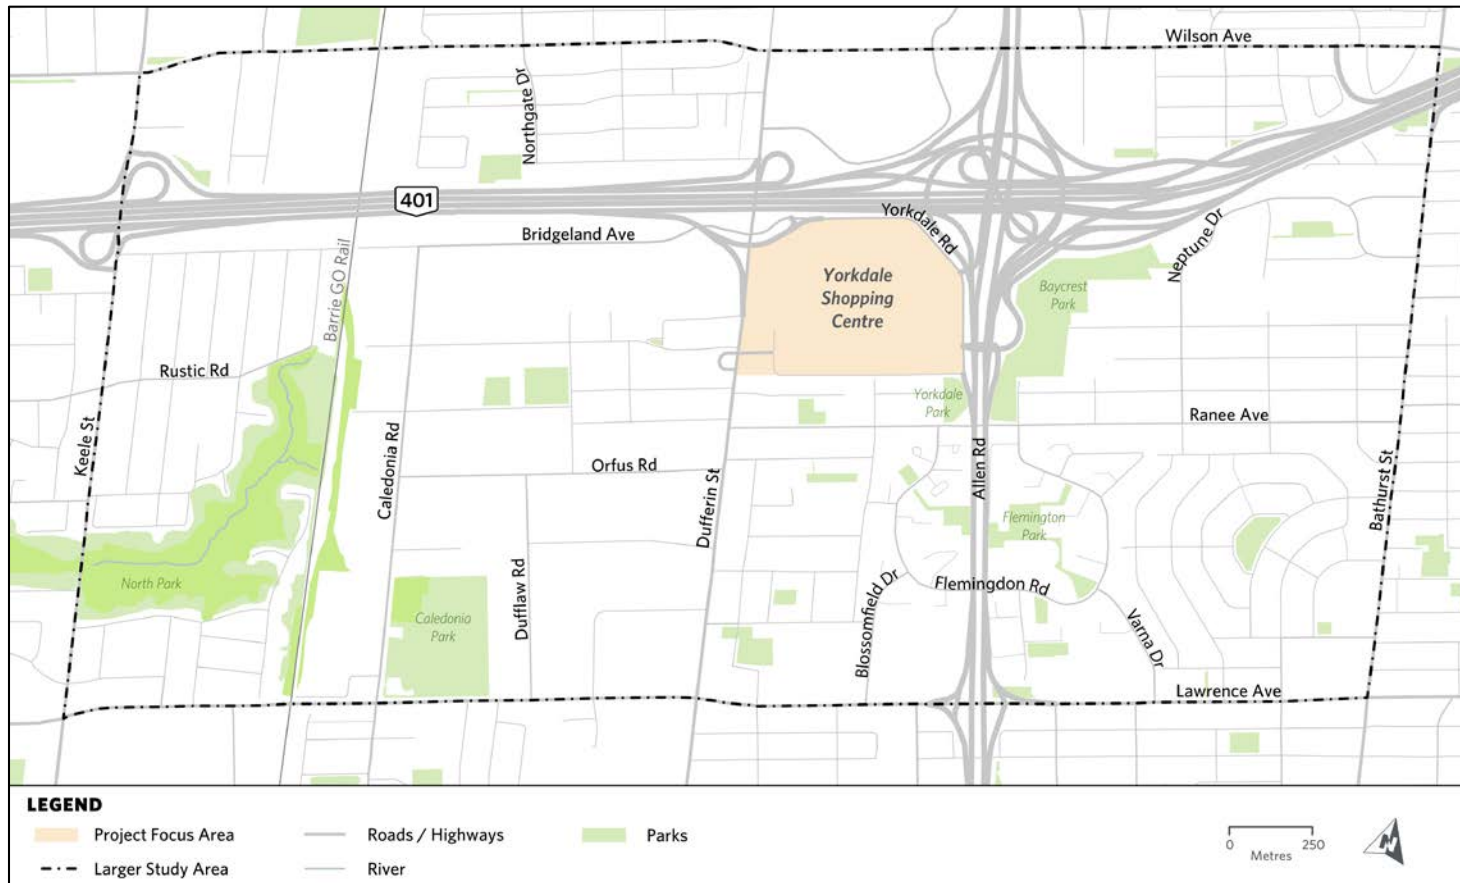 Wilson Ave
Northgate Dr
401
Bridgeland Ave
Yorkdale Rd
Neptune Dr
Barrie GO Rail
Yorkdale
Shopping
Centre
Baycrest
Park
Rustic Rd
Keele St
Caledonia Rd
Orfus Rd
Dufferin St
Yorkdale
Park
Ranee Ave
Allen Rd
Bathurst St
Flemington
Park
North Park
Caledonia
Park
Dufflaw Rd
Blossomfield Dr
Flemingdon Rd
Varna Dr
Lawrence Ave
LEGEND
Project Focus Area
Roads / Highways
Parks
Larger Study Area
River
0 250
Metres
N